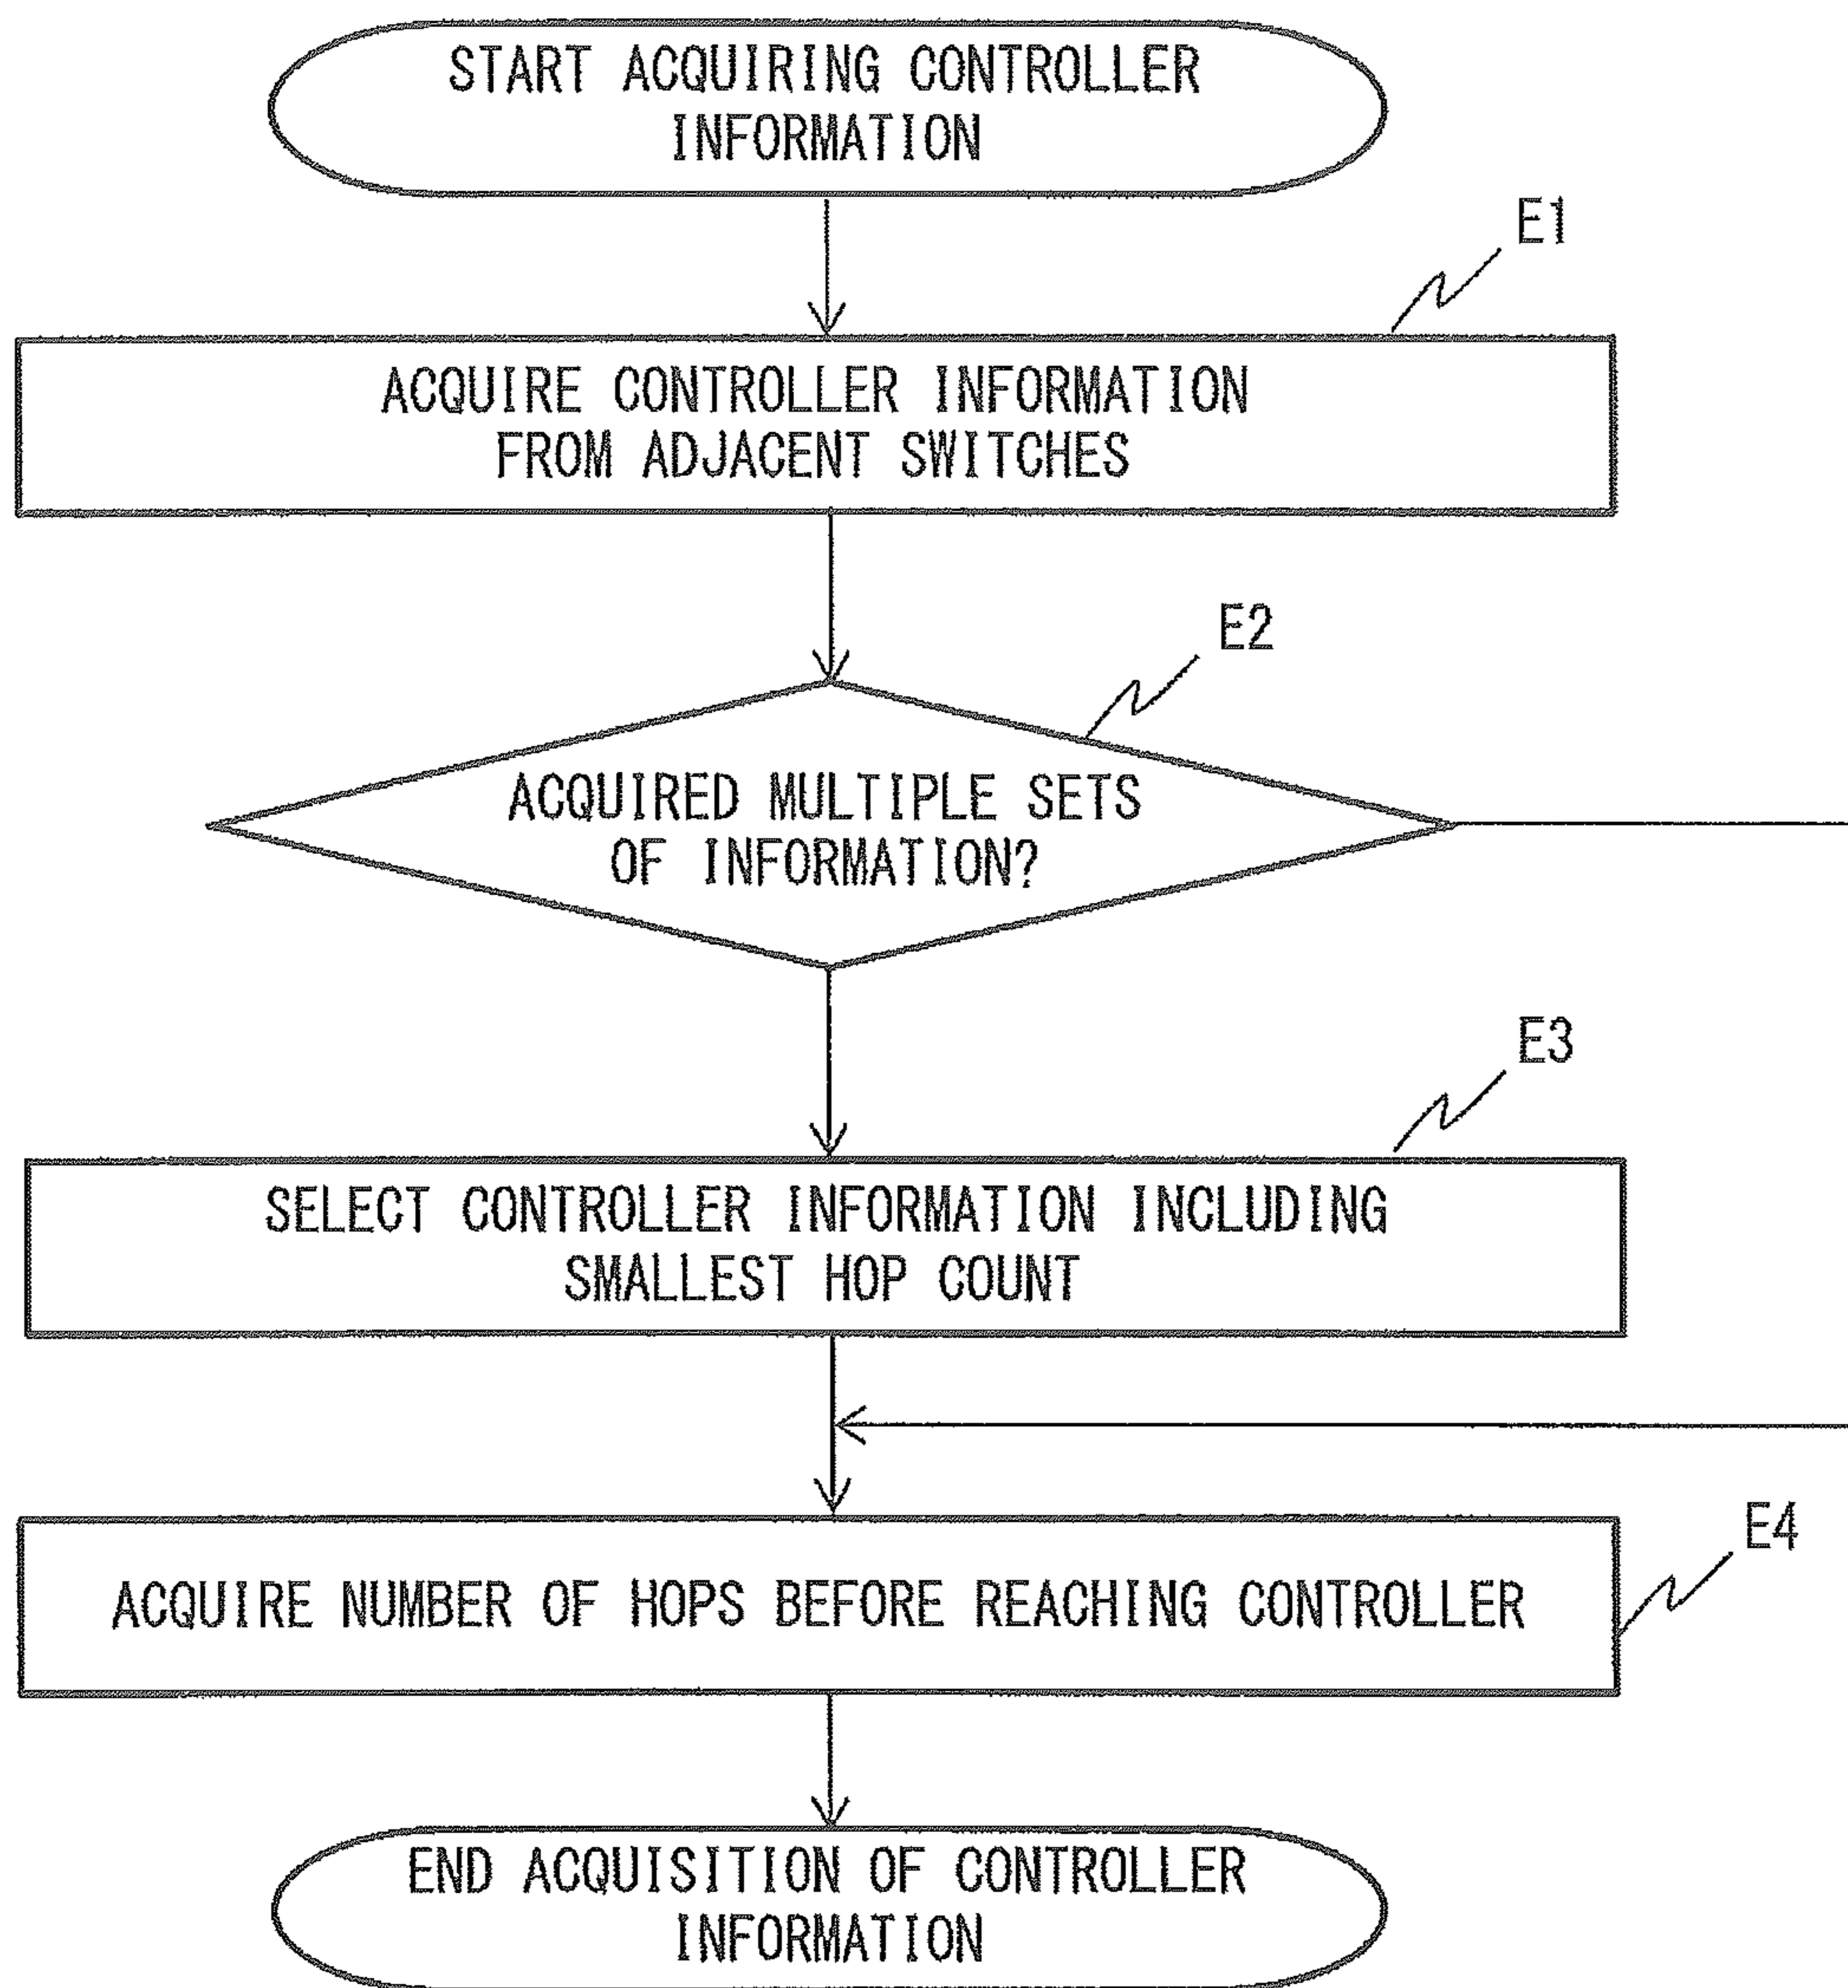 START ACQUIRING CONTROLLER
INFORMATION
E1
ACQUIRE CONTROLLER INFORMATION
FROM ADJACENT SWITCHES
E2
ACQUIRED MULTIPLE SETS
OF INFORMATION?
E3
SELECT CONTROLLER INFORMATION INCLUDING
SMALLEST HOP COUNT
E4
ACQUIRE NUMBER OF HOPS BEFORE REACHING CONTROLLER
END ACQUISITION OF CONTROLLER
INFORMATION